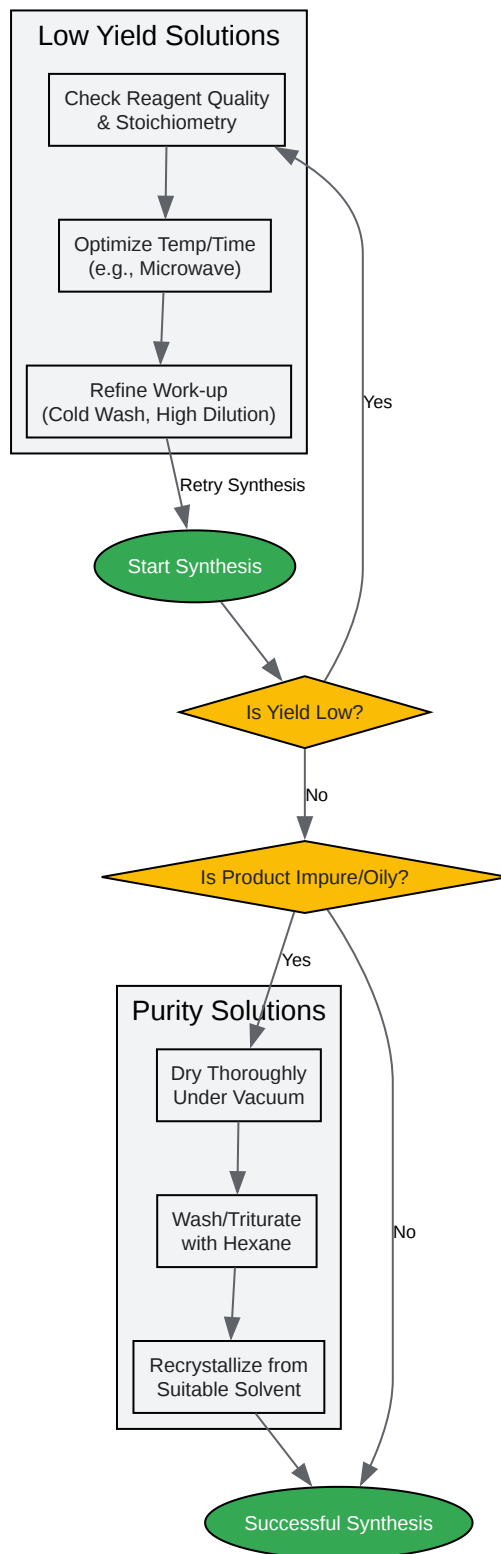 Low Yield Solutions
Check Reagent Quality
& Stoichiometry
Optimize Temp/Time
(e.g., Microwave)
Refine Work-up
(Cold Wash, High Dilution)
Yes
Retry Synthesis
Start Synthesis
Is Yield Low?
No
Is Product Impure/Oily?
Yes
Purity Solutions
Dry Thoroughly
Under Vacuum
Wash/Triturate
with Hexane
No
Recrystallize from
Suitable Solvent
Successful Synthesis